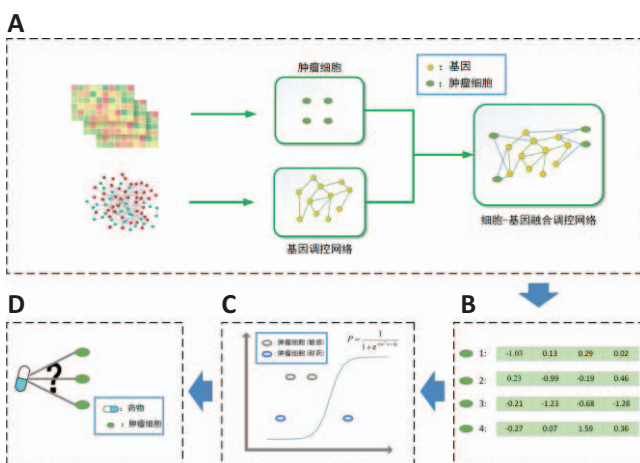 A
肿瘤细胞
：基因
：肿瘤细胞
基因调控网络
细胞-基因融合调控网络
D
C
B
：肿瘤细胞(敏感)
：肿瘤细胞(耐药)
?
：药物
：肿瘤细胞
1: -1.05 0.13 0.29 0.02
2: 0.23 -0.99 -0.19 0.46
3: -0.21 -1.23 -0.68 -1.28
4: -0.27 0.07 1.59 0.36